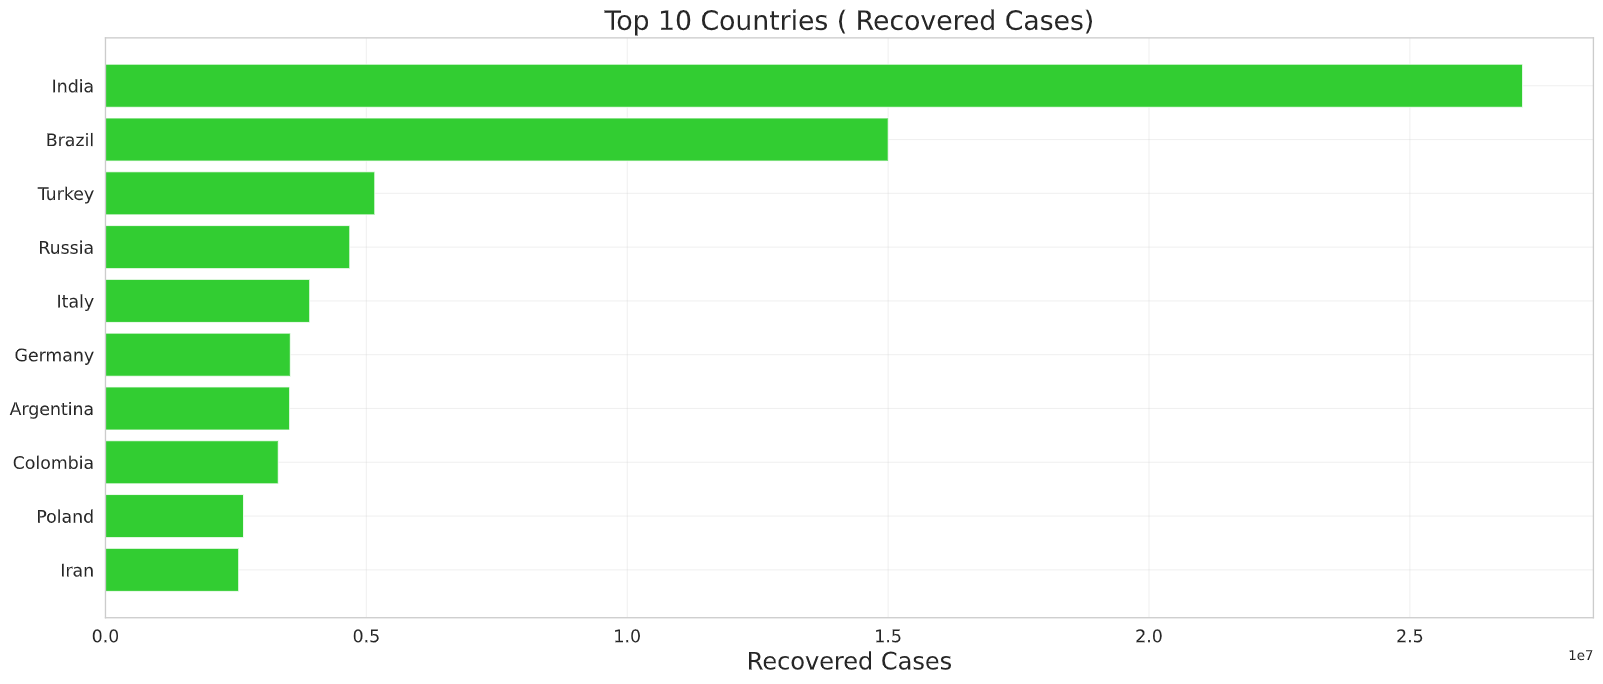 Top 10 Countries ( Recovered Cases)
India
Brazil
Turkey
Russia
Italy
Germany
Argentina
Colombia
Poland
Iran
0.0 0.5 1.0 1.5 2.0 2.5
1e7
Recovered Cases